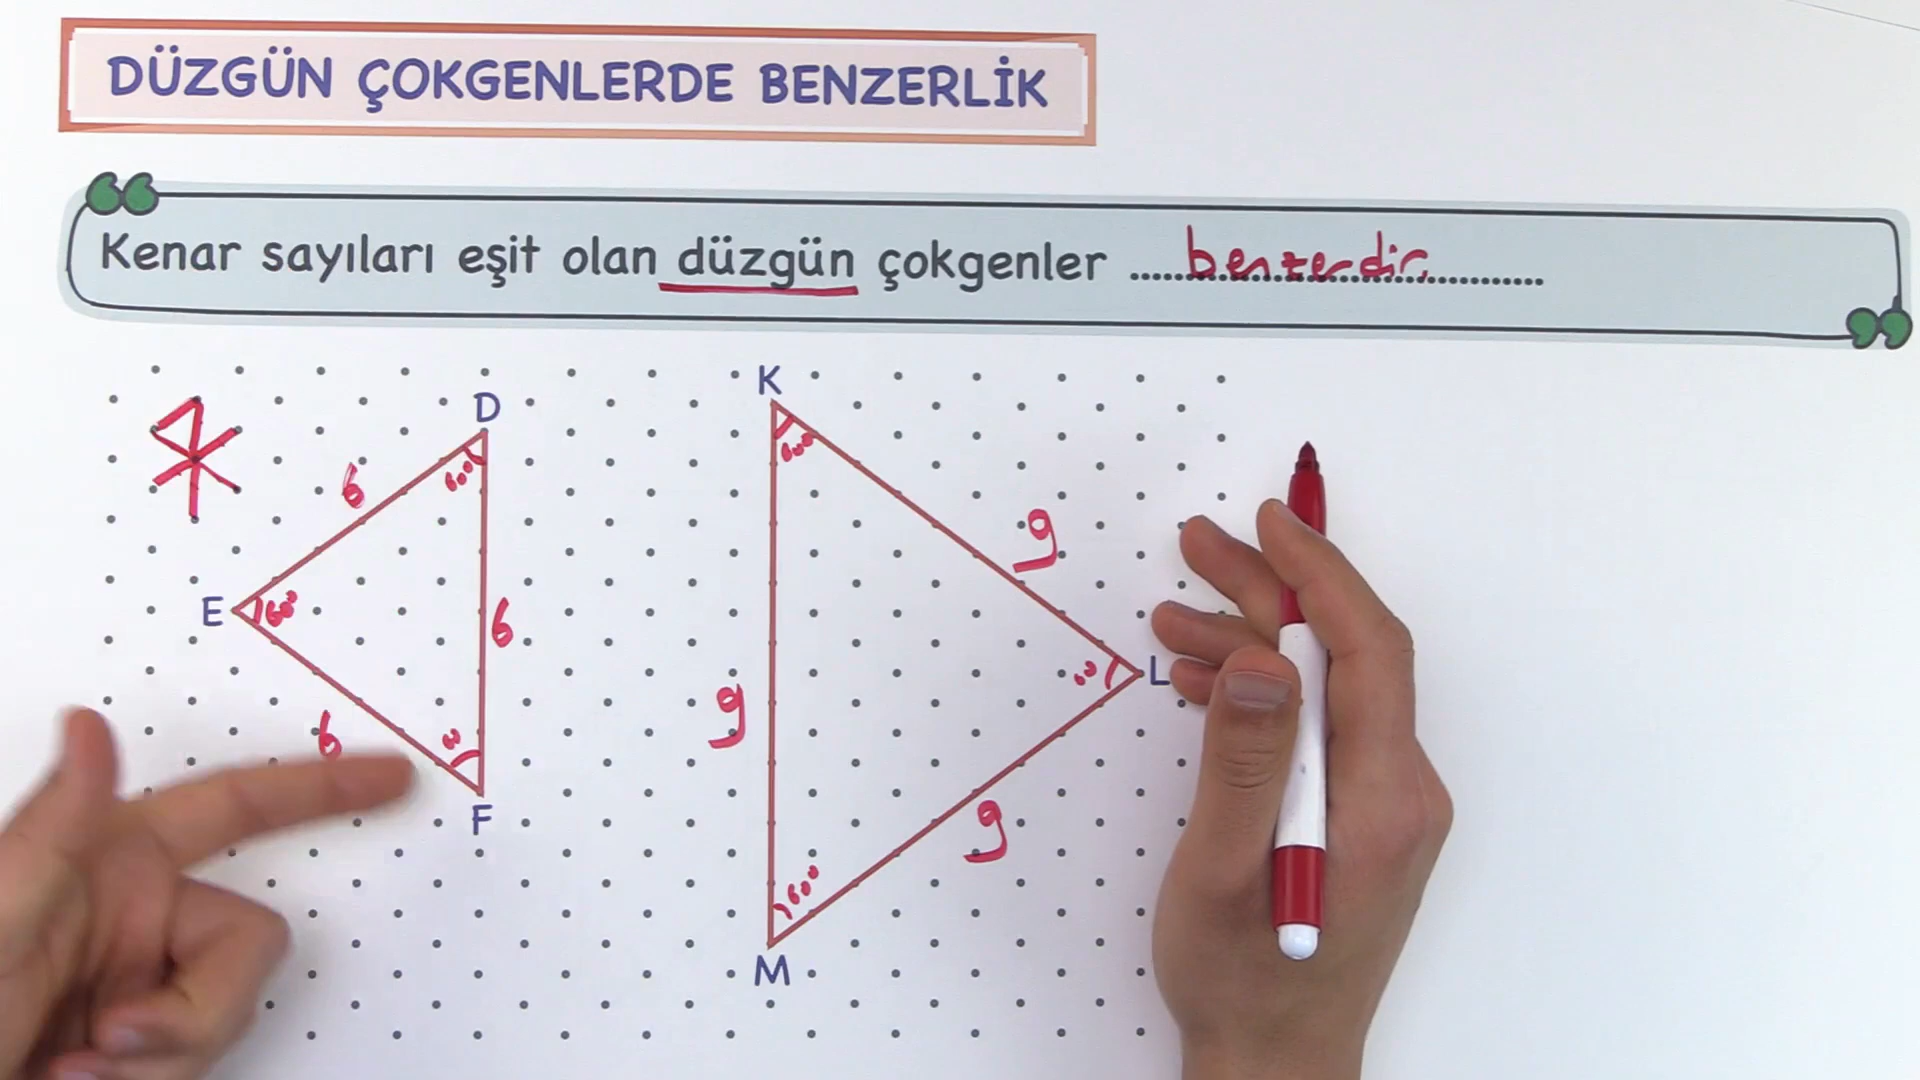 DÜZGÜN ÇOKGENLERDE BENZERLİK
Kenar sayıları eşit olan düzgün çokgenler benzerdir.
D
6
60°
E
60°
6
6
F
K
60°
9
L
9
9
60°
M